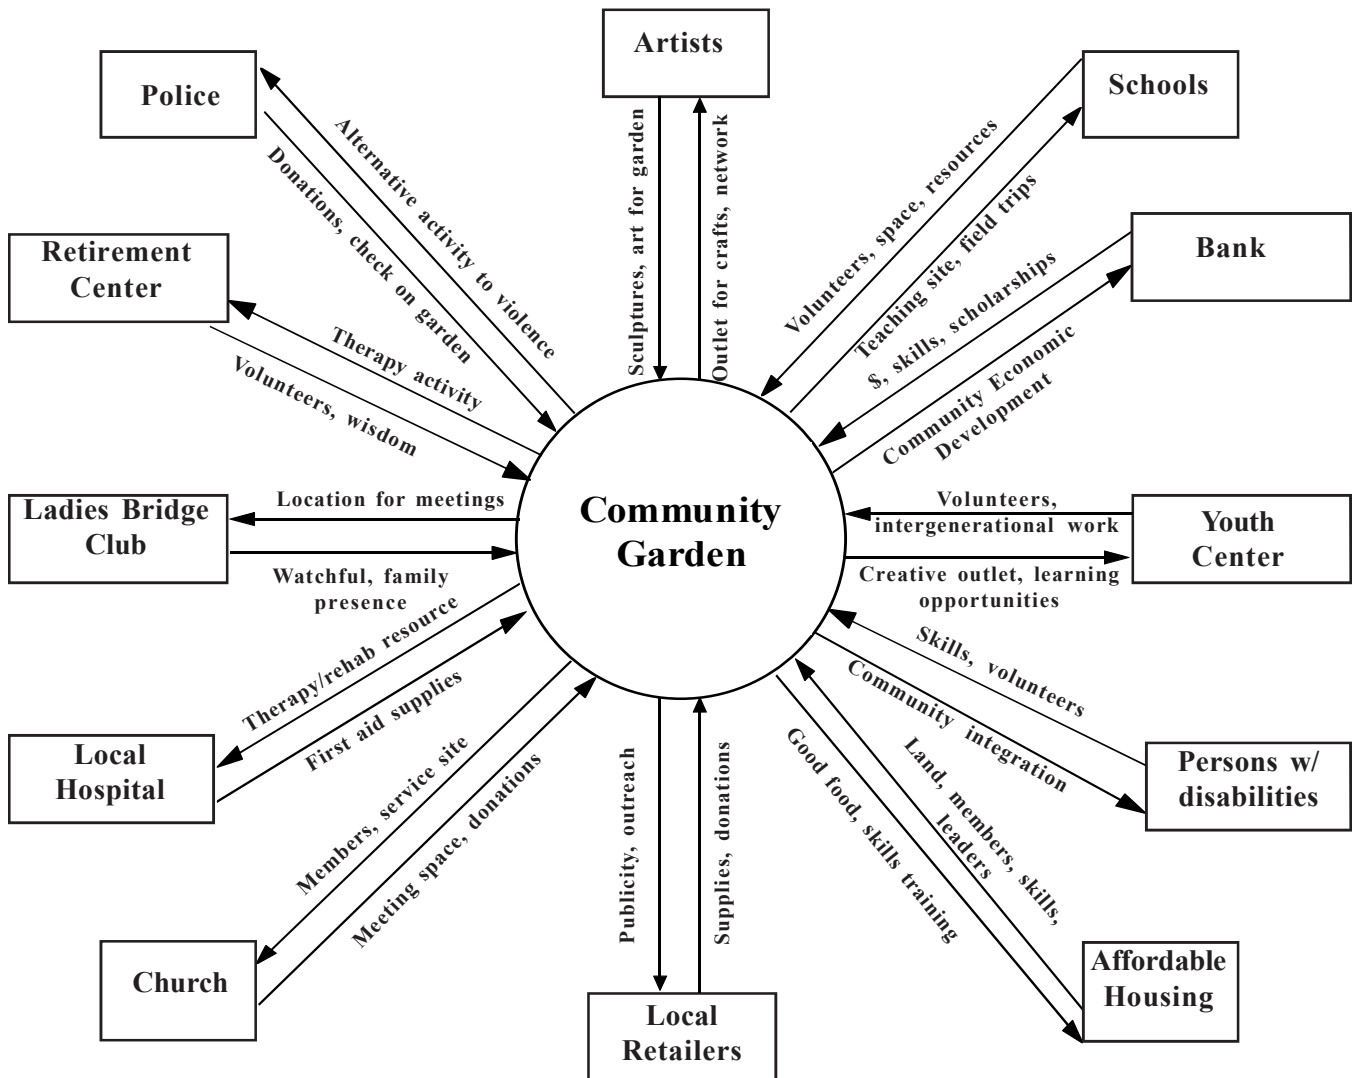 Artists
Police
Schools
Alternative activity to violence
Donations, check on garden
Sculptures, art for garden
Outlet for crafts, network
Volunteers, space, resources
Teaching site, field trips
Retirement
Center
Bank
$, skills, scholarships
Community Economic
Development
Therapy activity
Volunteers, wisdom
Ladies Bridge
Club
Location for meetings
Watchful, family
presence
Community
Garden
Volunteers,
intergenerational work
Creative outlet, learning
opportunities
Youth
Center
Therapy/rehab resource
First aid supplies
Local
Hospital
Skills, volunteers
Community integration
Persons w/
disabilities
Members, service site
Meeting space, donations
Publicity, outreach
Supplies, donations
Land, members, skills,
leaders
Good food, skills training
Church
Local
Retailers
Affordable
Housing